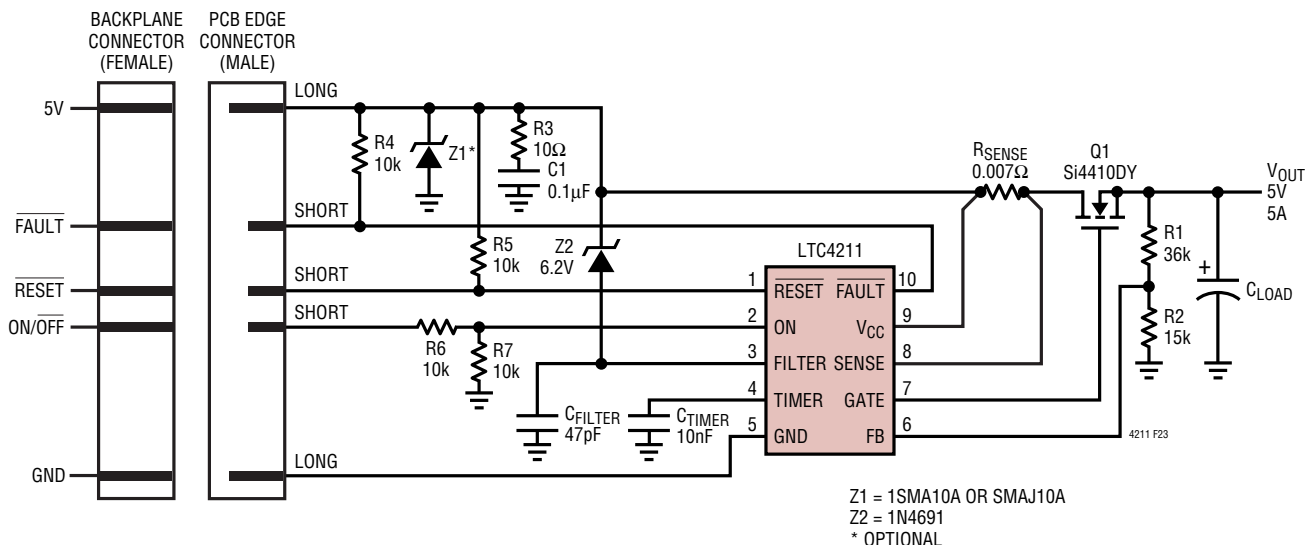 BACKPLANE
CONNECTOR
(FEMALE)
PCB EDGE
CONNECTOR
(MALE)
LONG
5V
R4
10k
Z1*
R3
10Ω
C1
0.1µF
RSENSE
0.007Ω
Q1
Si4410DY
VOUT
5V
5A
SHORT
FAULT
R5
10k
Z2
6.2V
LTC4211
R1
36k
+
CLOAD
R2
15k
SHORT
RESET
SHORT
ON/OFF
R6
10k
R7
10k
1
RESET
FAULT
10
2
ON
VCC
9
3
FILTER
SENSE
8
4
TIMER
GATE
7
5
GND
FB
6
CFILTER
47pF
CTIMER
10nF
4211 F23
LONG
GND
Z1 = 1SMA10A OR SMAJ10A
Z2 = 1N4691
* OPTIONAL